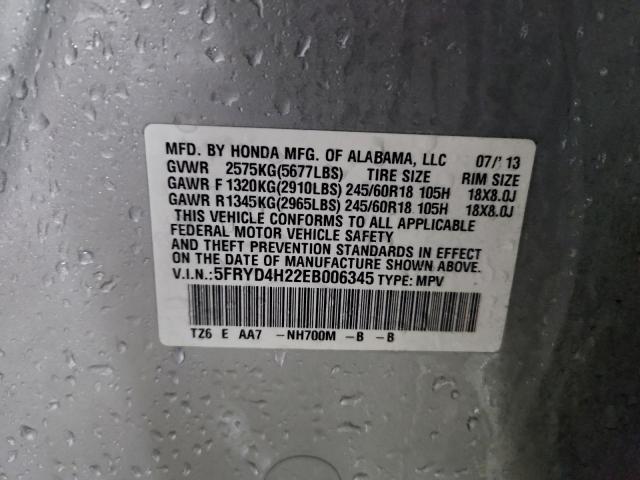 MFD. BY HONDA MFG. OF ALABAMA, LLC 07/'13
GVWR 2575KG(5677LBS) TIRE SIZE RIM SIZE
GAWR F 1320KG(2910LBS) 245/60R18 105H 18X8.0J
GAWR R1345KG(2965LBS) 245/60R18 105H 18X8.0J
THIS VEHICLE CONFORMS TO ALL APPLICABLE
FEDERAL MOTOR VEHICLE SAFETY
AND THEFT PREVENTION STANDARDS IN EFFECT
ON THE DATE OF MANUFACTURE SHOWN ABOVE.
V.I.N.:5FRYD4H22EB006345 TYPE: MPV
TZ6 E AA7 -NH700M -B -B